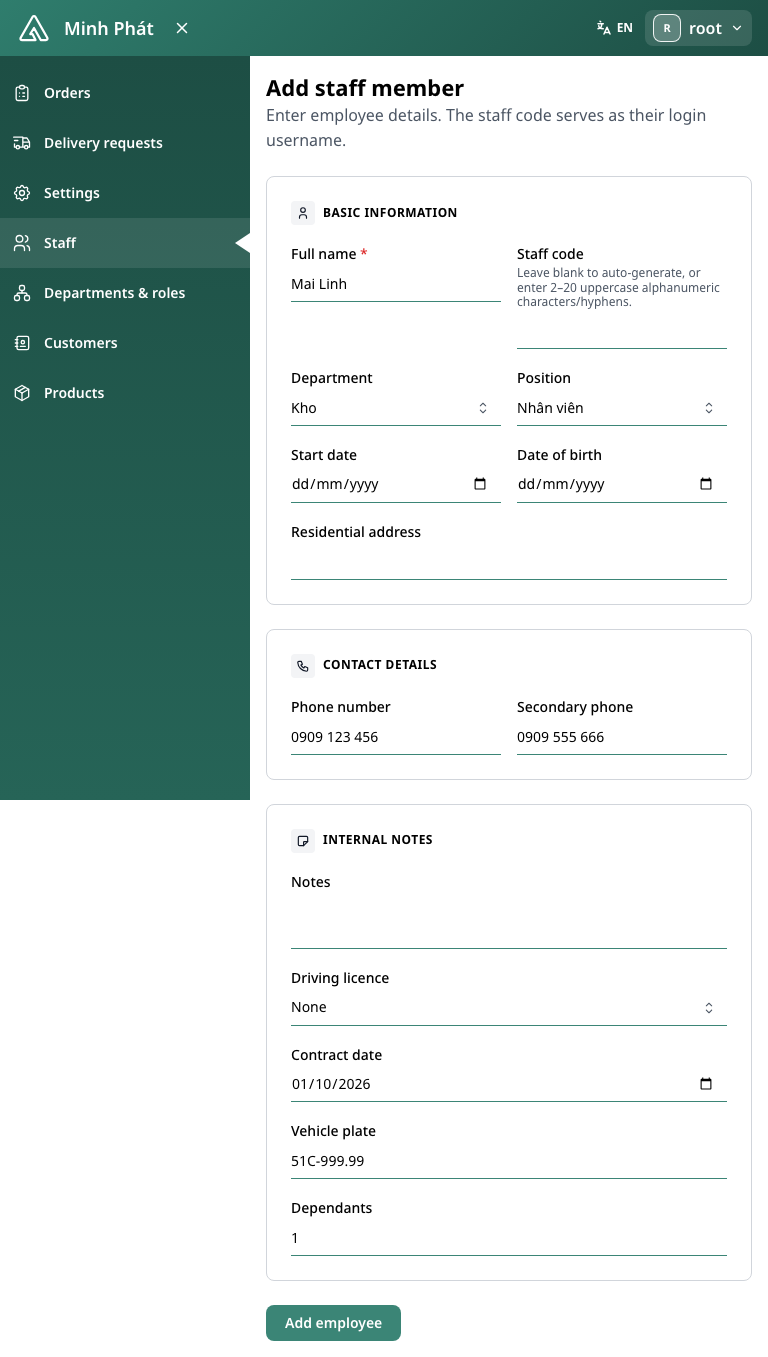 Minh Phát
EN
R
root
Orders
Delivery requests
Settings
Staff
Departments & roles
Customers
Products
Add staff member
Enter employee details. The staff code serves as their login
username.
BASIC INFORMATION
Full name *
Mai Linh
Staff code
Leave blank to auto-generate, or
enter 2–20 uppercase alphanumeric
characters/hyphens.
Department
Kho
Position
Nhân viên
Start date
dd/mm/yyyy
Date of birth
dd/mm/yyyy
Residential address
CONTACT DETAILS
Phone number
0909 123 456
Secondary phone
0909 555 666
INTERNAL NOTES
Notes
Driving licence
None
Contract date
01/10/2026
Vehicle plate
51C-999.99
Dependants
1
Add employee